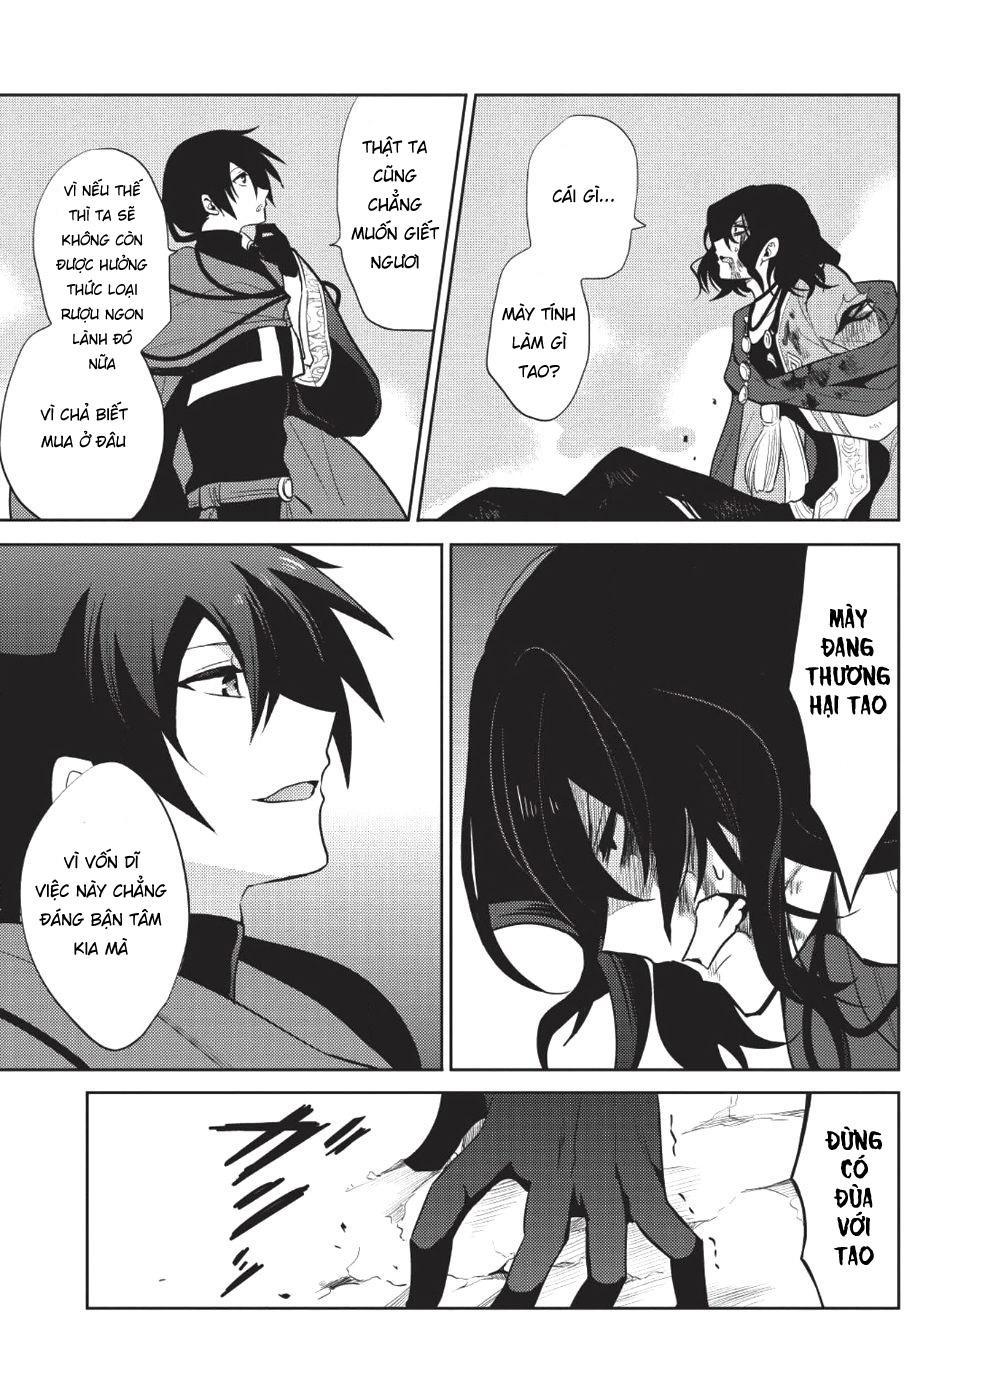 CÁI GÌ...
MÀY TÍNH
LÀM GÌ
TAO?
THẬT TA
CŨNG
CHẲNG
MUỐN GIẾT
NGƯƠI
VÌ NẾU THẾ
THÌ TA SẼ
KHÔNG CÒN
ĐƯỢC HƯỞNG
THỨC LOẠI
RƯỢU NGON
LÀNH ĐÓ
NỮA
VÌ CHẢ BIẾT
MUA Ở ĐÂU
MÀY
ĐANG
THƯƠNG
HẠI TAO
VÌ VỐN DĨ
VIỆC NÀY CHẲNG
ĐÁNG BẬN TÂM
KIA MÀ
ĐỪNG
CÓ
ĐÙA
VỚI
TAO